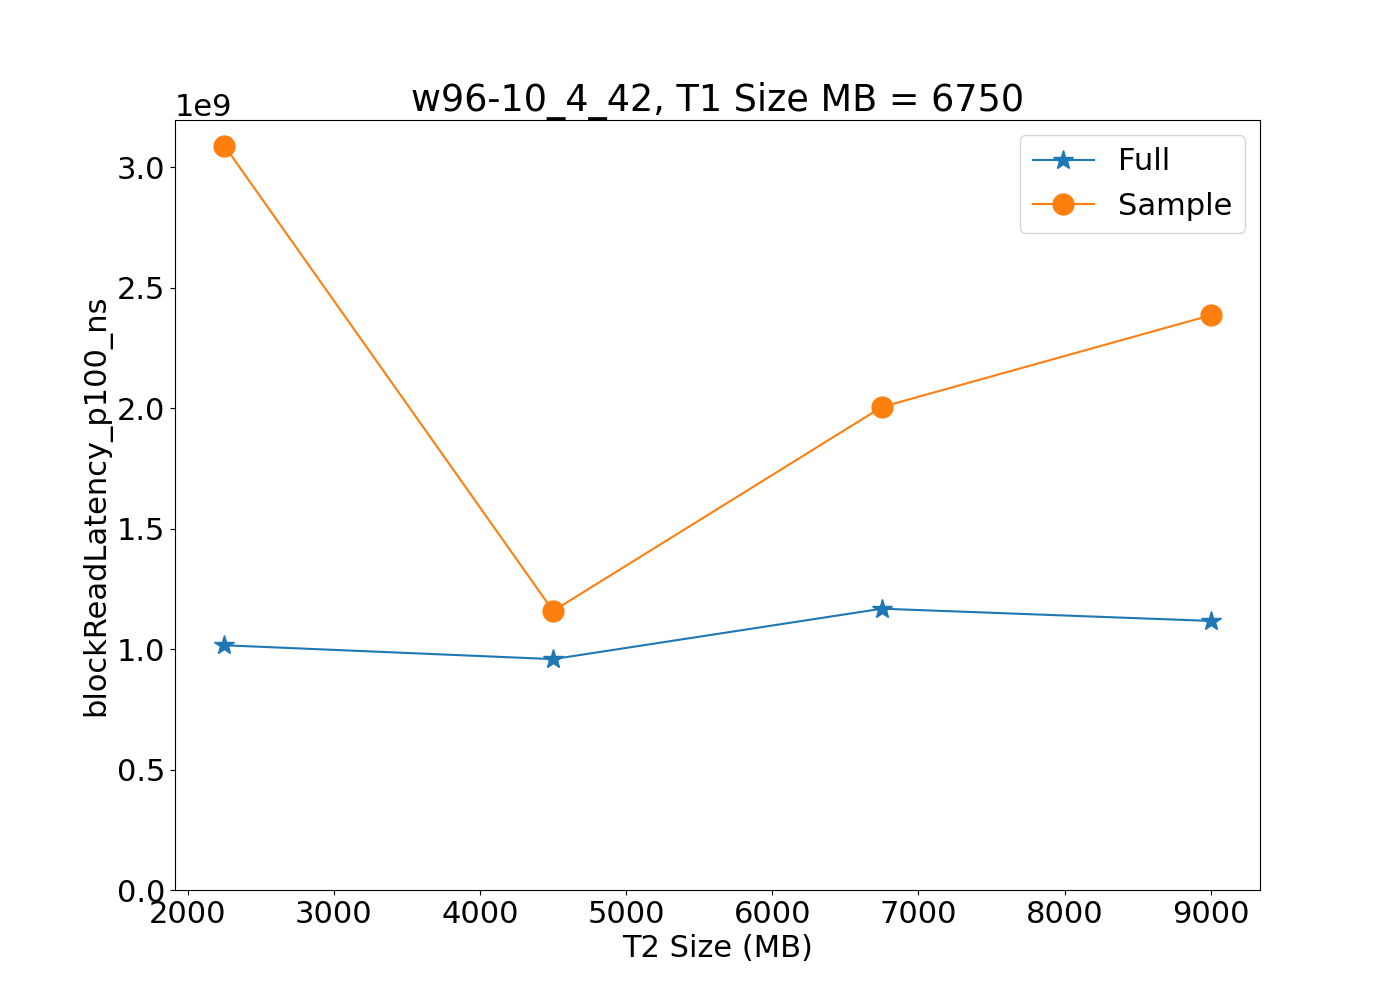 w96-10_4_42, T1 Size MB = 6750
1e9
Full
Sample
3.0
2.5
2.0
1.5
1.0
0.5
0.0
blockReadLatency_p100_ns
2000 3000 4000 5000 6000 7000 8000 9000
T2 Size (MB)